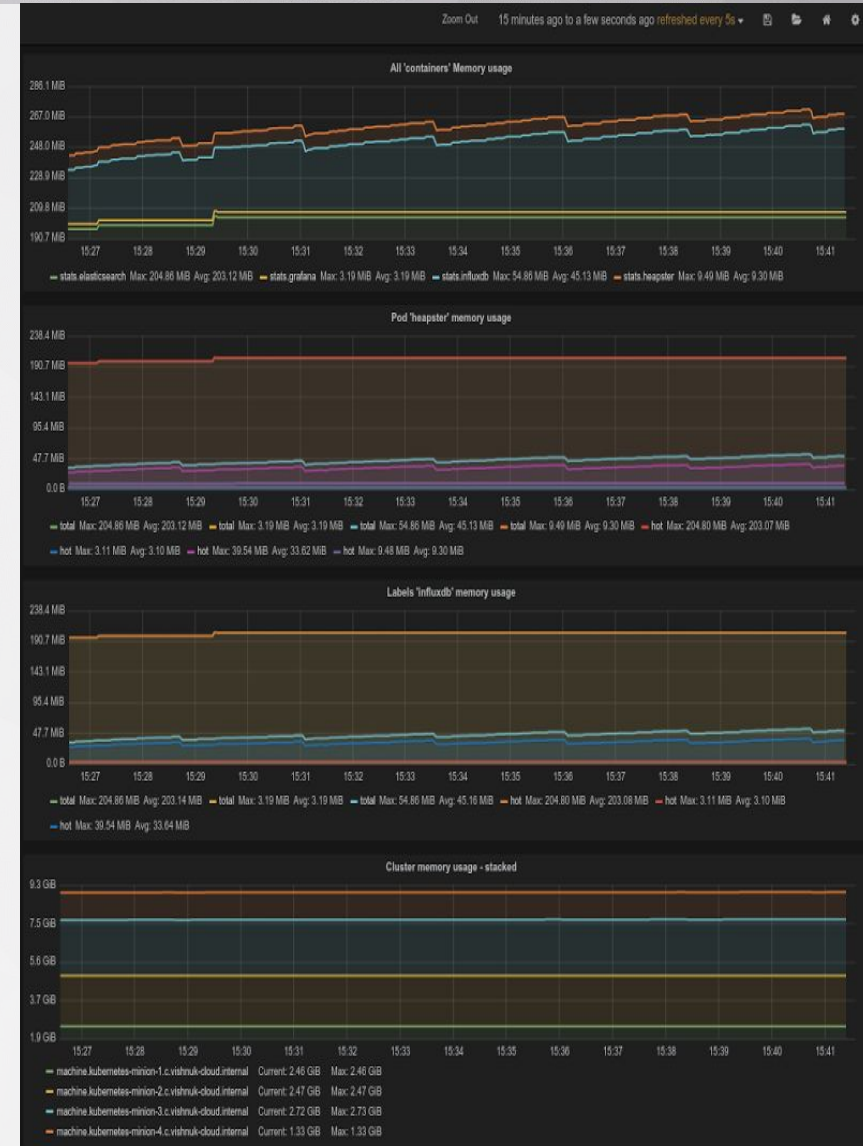 Zoom Out 15 minutes ago to a few seconds ago refreshed every 5s
All 'containers' Memory usage
286.1 MiB
267.0 MiB
248.0 MiB
228.9 MiB
209.8 MiB
190.7 MiB
15:27 15:28 15:29 15:30 15:31 15:32 15:33 15:34 15:35 15:36 15:37 15:38 15:39 15:40 15:41
stats.elasticsearch Max: 204.86 MiB Avg: 203.12 MiB stats.grafana Max: 3.19 MiB Avg: 3.19 MiB stats.influxdb Max: 54.86 MiB Avg: 45.13 MiB stats.heapster Max: 9.49 MiB Avg: 9.30 MiB
Pod 'heapster' memory usage
238.4 MiB
190.7 MiB
143.1 MiB
95.4 MiB
47.7 MiB
0.0 B
15:27 15:28 15:29 15:30 15:31 15:32 15:33 15:34 15:35 15:36 15:37 15:38 15:39 15:40 15:41
total Max: 204.86 MiB Avg: 203.12 MiB total Max: 3.19 MiB Avg: 3.19 MiB total Max: 54.86 MiB Avg: 45.13 MiB total Max: 9.49 MiB Avg: 9.30 MiB hot Max: 204.80 MiB Avg: 203.07 MiB
hot Max: 3.11 MiB Avg: 3.10 MiB hot Max: 39.54 MiB Avg: 33.62 MiB hot Max: 9.48 MiB Avg: 9.30 MiB
Labels 'influxdb' memory usage
238.4 MiB
190.7 MiB
143.1 MiB
95.4 MiB
47.7 MiB
0.0 B
15:27 15:28 15:29 15:30 15:31 15:32 15:33 15:34 15:35 15:36 15:37 15:38 15:39 15:40 15:41
total Max: 204.86 MiB Avg: 203.14 MiB total Max: 3.19 MiB Avg: 3.19 MiB total Max: 54.86 MiB Avg: 45.16 MiB hot Max: 204.80 MiB Avg: 203.08 MiB hot Max: 3.11 MiB Avg: 3.10 MiB
hot Max: 39.54 MiB Avg: 33.64 MiB
Cluster memory usage - stacked
9.3 GiB
7.5 GiB
5.6 GiB
3.7 GiB
1.9 GiB
15:27 15:28 15:29 15:30 15:31 15:32 15:33 15:34 15:35 15:36 15:37 15:38 15:39 15:40 15:41
machine.kubernetes-minion-1.c.vishnuk-cloud.internal Current: 2.46 GiB Max: 2.46 GiB
machine.kubernetes-minion-2.c.vishnuk-cloud.internal Current: 2.47 GiB Max: 2.47 GiB
machine.kubernetes-minion-3.c.vishnuk-cloud.internal Current: 2.72 GiB Max: 2.73 GiB
machine.kubernetes-minion-4.c.vishnuk-cloud.internal Current: 1.33 GiB Max: 1.33 GiB